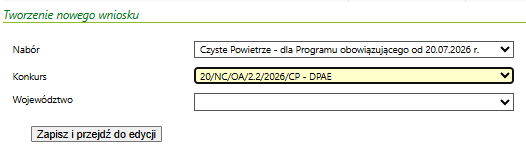 Tworzenie nowego wniosku
Nabór Czyste Powietrze - dla Programu obowiązującego od 20.07.2026 r.
Konkurs 20/NC/OA/2.2/2026/CP - DPAE
Województwo
Zapisz i przejdź do edycji